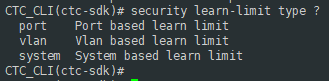 CTC_CLI(ctc-sdk)# security learn-limit type ?
  port    Port based learn limit
  vlan    Vlan based learn limit
  system  System based learn limit
CTC_CLI(ctc-sdk)#